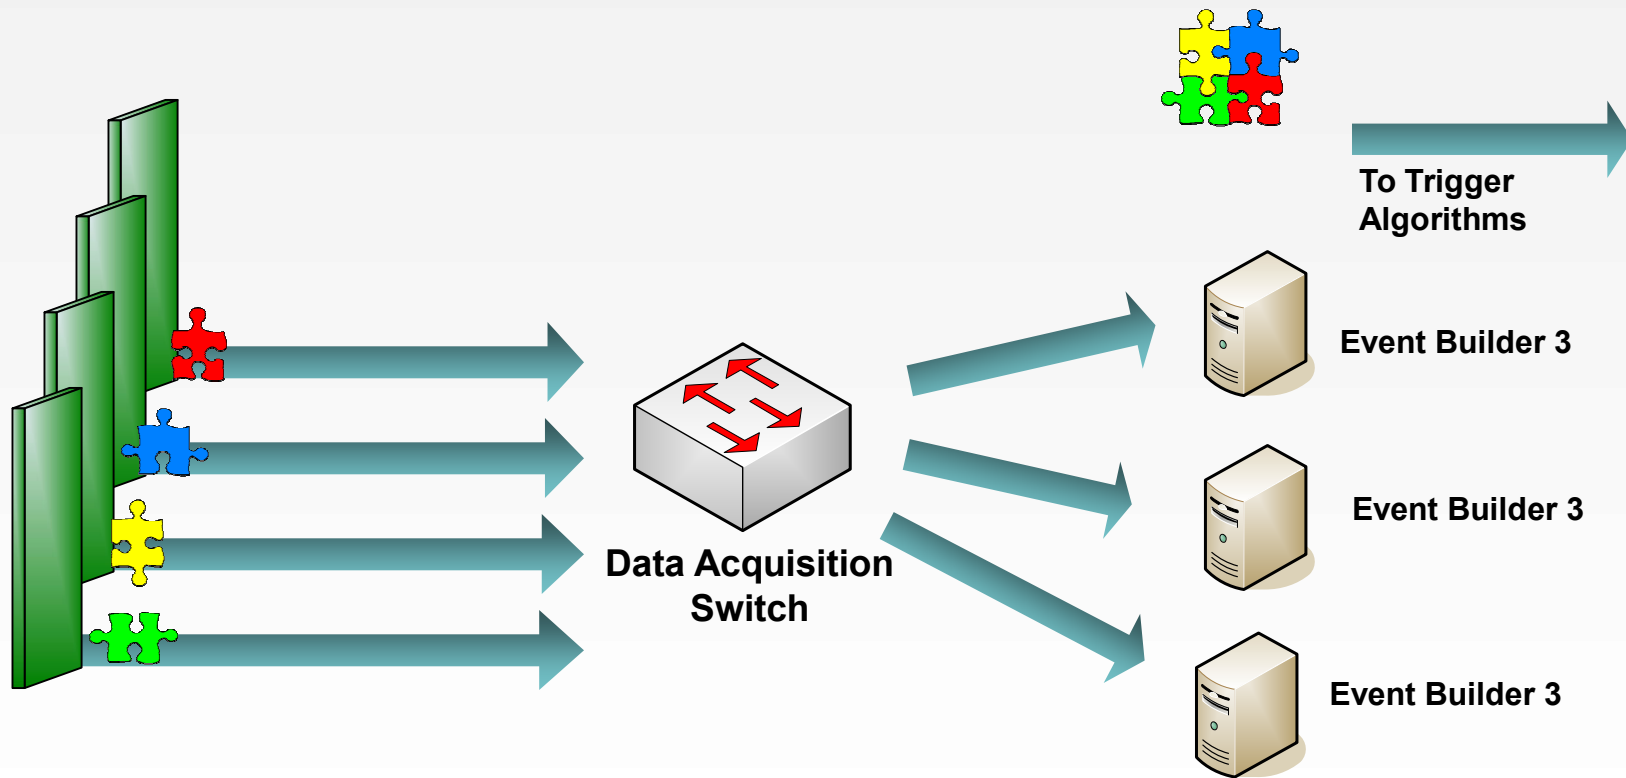 To Trigger
Algorithms
Event Builder 3
Event Builder 3
Data Acquisition
Switch
Event Builder 3